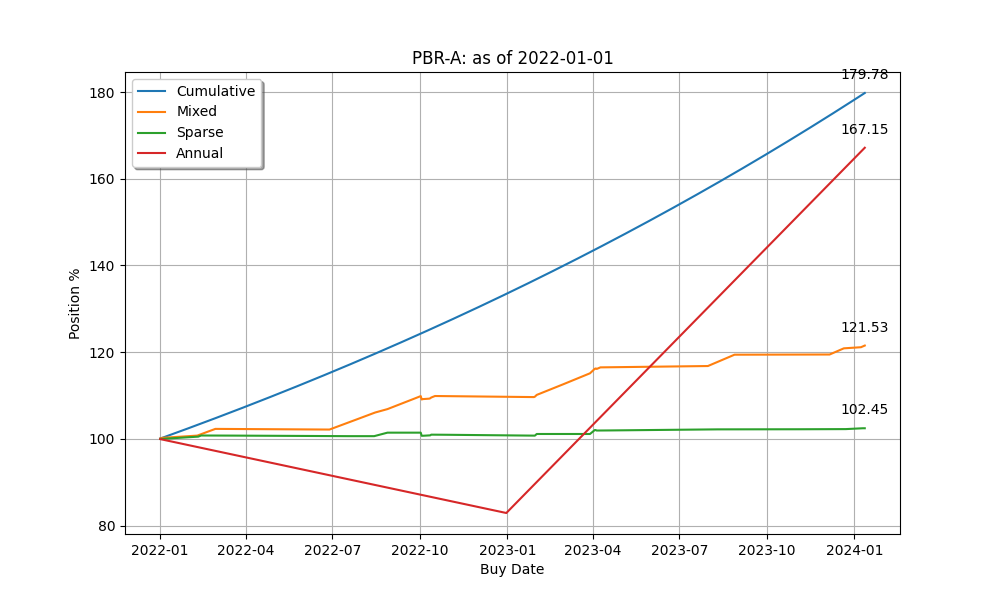 PBR-A: as of 2022-01-01
Cumulative
Mixed
Sparse
Annual
179.78
167.15
121.53
102.45
Position %
180
160
140
120
100
80
2022-01 2022-04 2022-07 2022-10 2023-01 2023-04 2023-07 2023-10 2024-01
Buy Date